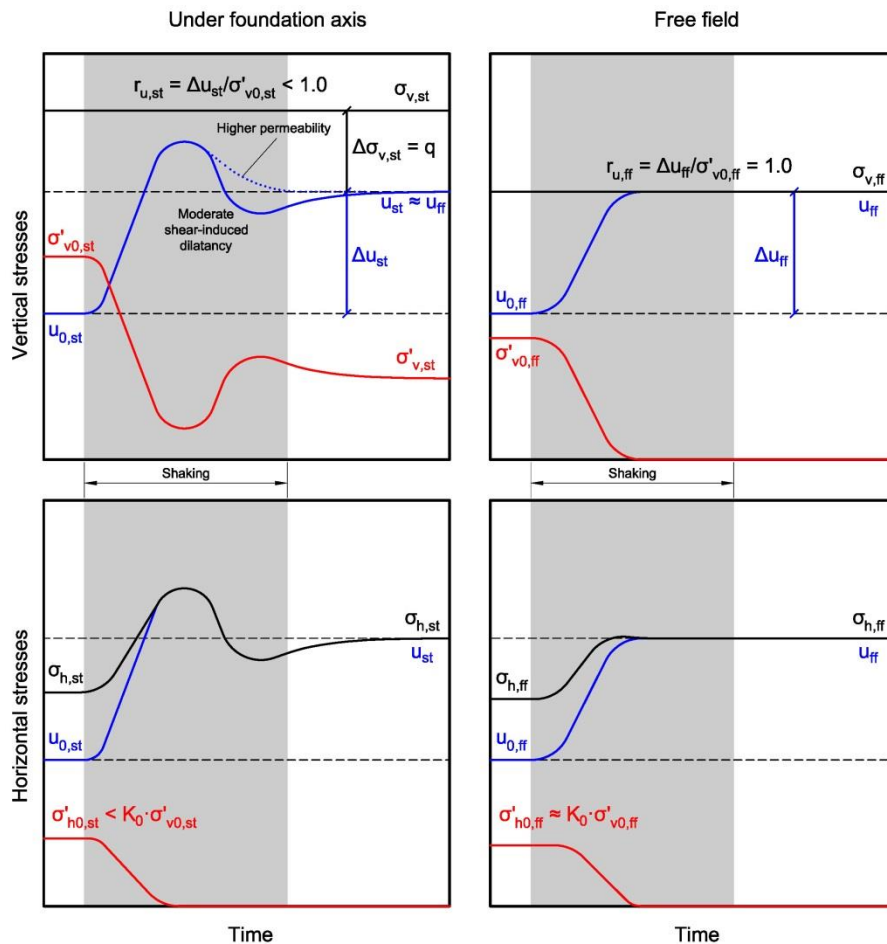 Under foundation axis
Free field
Vertical stresses
r_u,st = Δu_st/σ'_v0,st < 1.0
σ_v,st
Higher permeability
Δσ_v,st = q
u_st ≈ u_ff
Moderate
shear-induced
dilatancy
σ'_v0,st
Δu_st
u_0,st
σ'_v,st
r_u,ff = Δu_ff/σ'_v0,ff = 1.0
σ_v,ff
u_ff
Δu_ff
u_0,ff
σ'_v0,ff
Shaking
Shaking
Horizontal stresses
σ_h,st
σ_h,st
u_st
u_0,st
σ'_h0,st < K_0·σ'_v0,st
σ_h,ff
σ_h,ff
u_ff
u_0,ff
σ'_h0,ff ≈ K_0·σ'_v0,ff
Time
Time